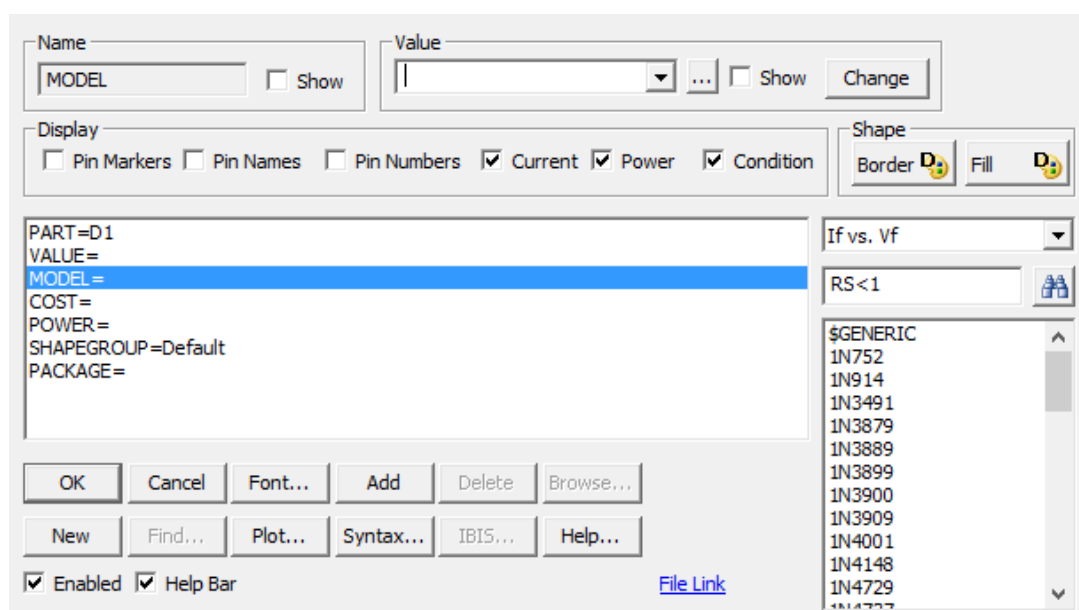 Name
Value
MODEL
Show
...
Show
Change
Display
Pin Markers
Pin Names
Pin Numbers
Current
Power
Condition
Shape
Border
Fill
PART=D1
VALUE=
MODEL=
COST=
POWER=
SHAPEGROUP=Default
PACKAGE=
If vs. Vf
RS<1
$GENERIC
1N752
1N914
1N3491
1N3879
1N3889
1N3899
1N3900
1N3909
1N4001
1N4148
1N4729
OK
Cancel
Font...
Add
Delete
Browse...
New
Find...
Plot...
Syntax...
IBIS...
Help...
Enabled
Help Bar
File Link